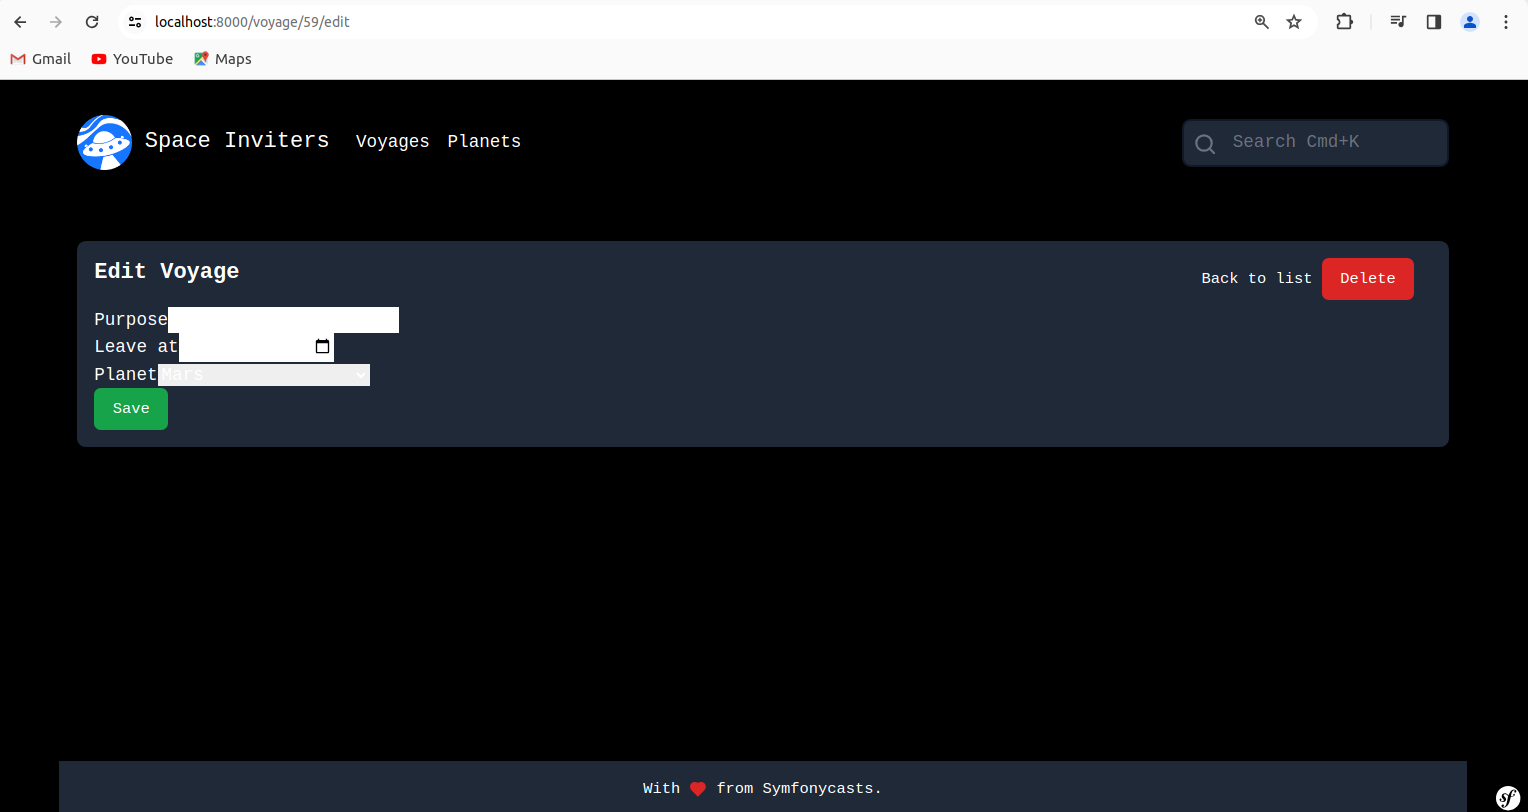 localhost:8000/voyage/59/edit
Gmail YouTube Maps
Space Inviters Voyages Planets Search Cmd+K
Edit Voyage Back to list Delete
Purpose
Leave at
Planet Mars
Save
With from Symfonycasts.
sf